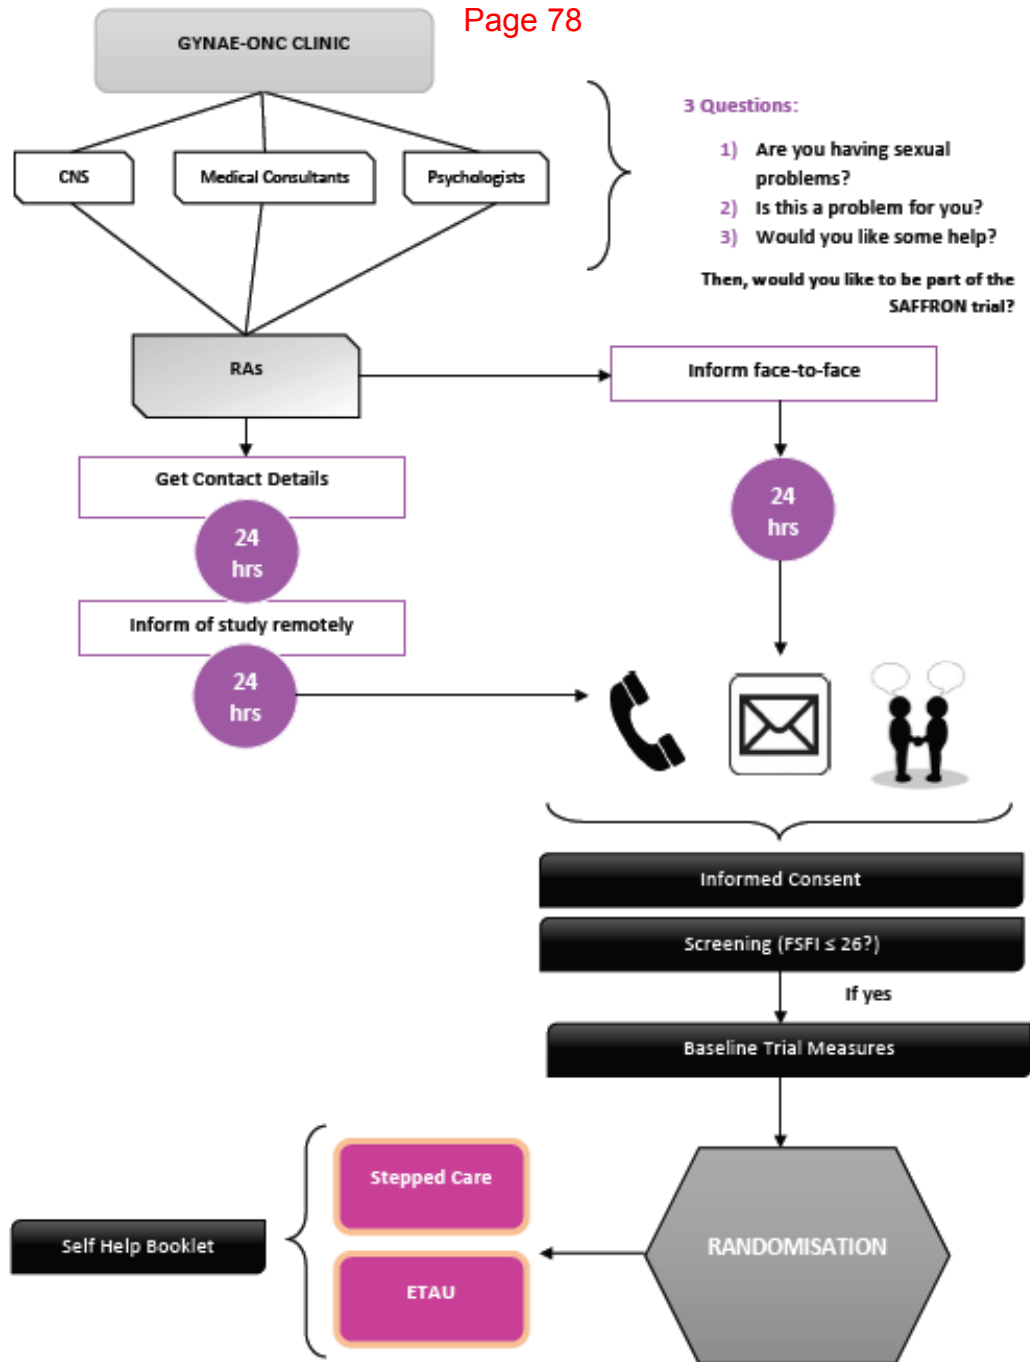 Page 78
GYNAE-ONC CLINIC
CNS
Medical Consultants
Psychologists
3 Questions:
1) Are you having sexual
problems?
2) Is this a problem for you?
3) Would you like some help?
Then, would you like to be part of the
SAFFRON trial?
RAs
Inform face-to-face
Get Contact Details
24
hrs
24
hrs
Inform of study remotely
24
hrs
Informed Consent
Screening (FSFI ≤ 26?)
If yes
Baseline Trial Measures
Stepped Care
Self Help Booklet
RANDOMISATION
ETAU